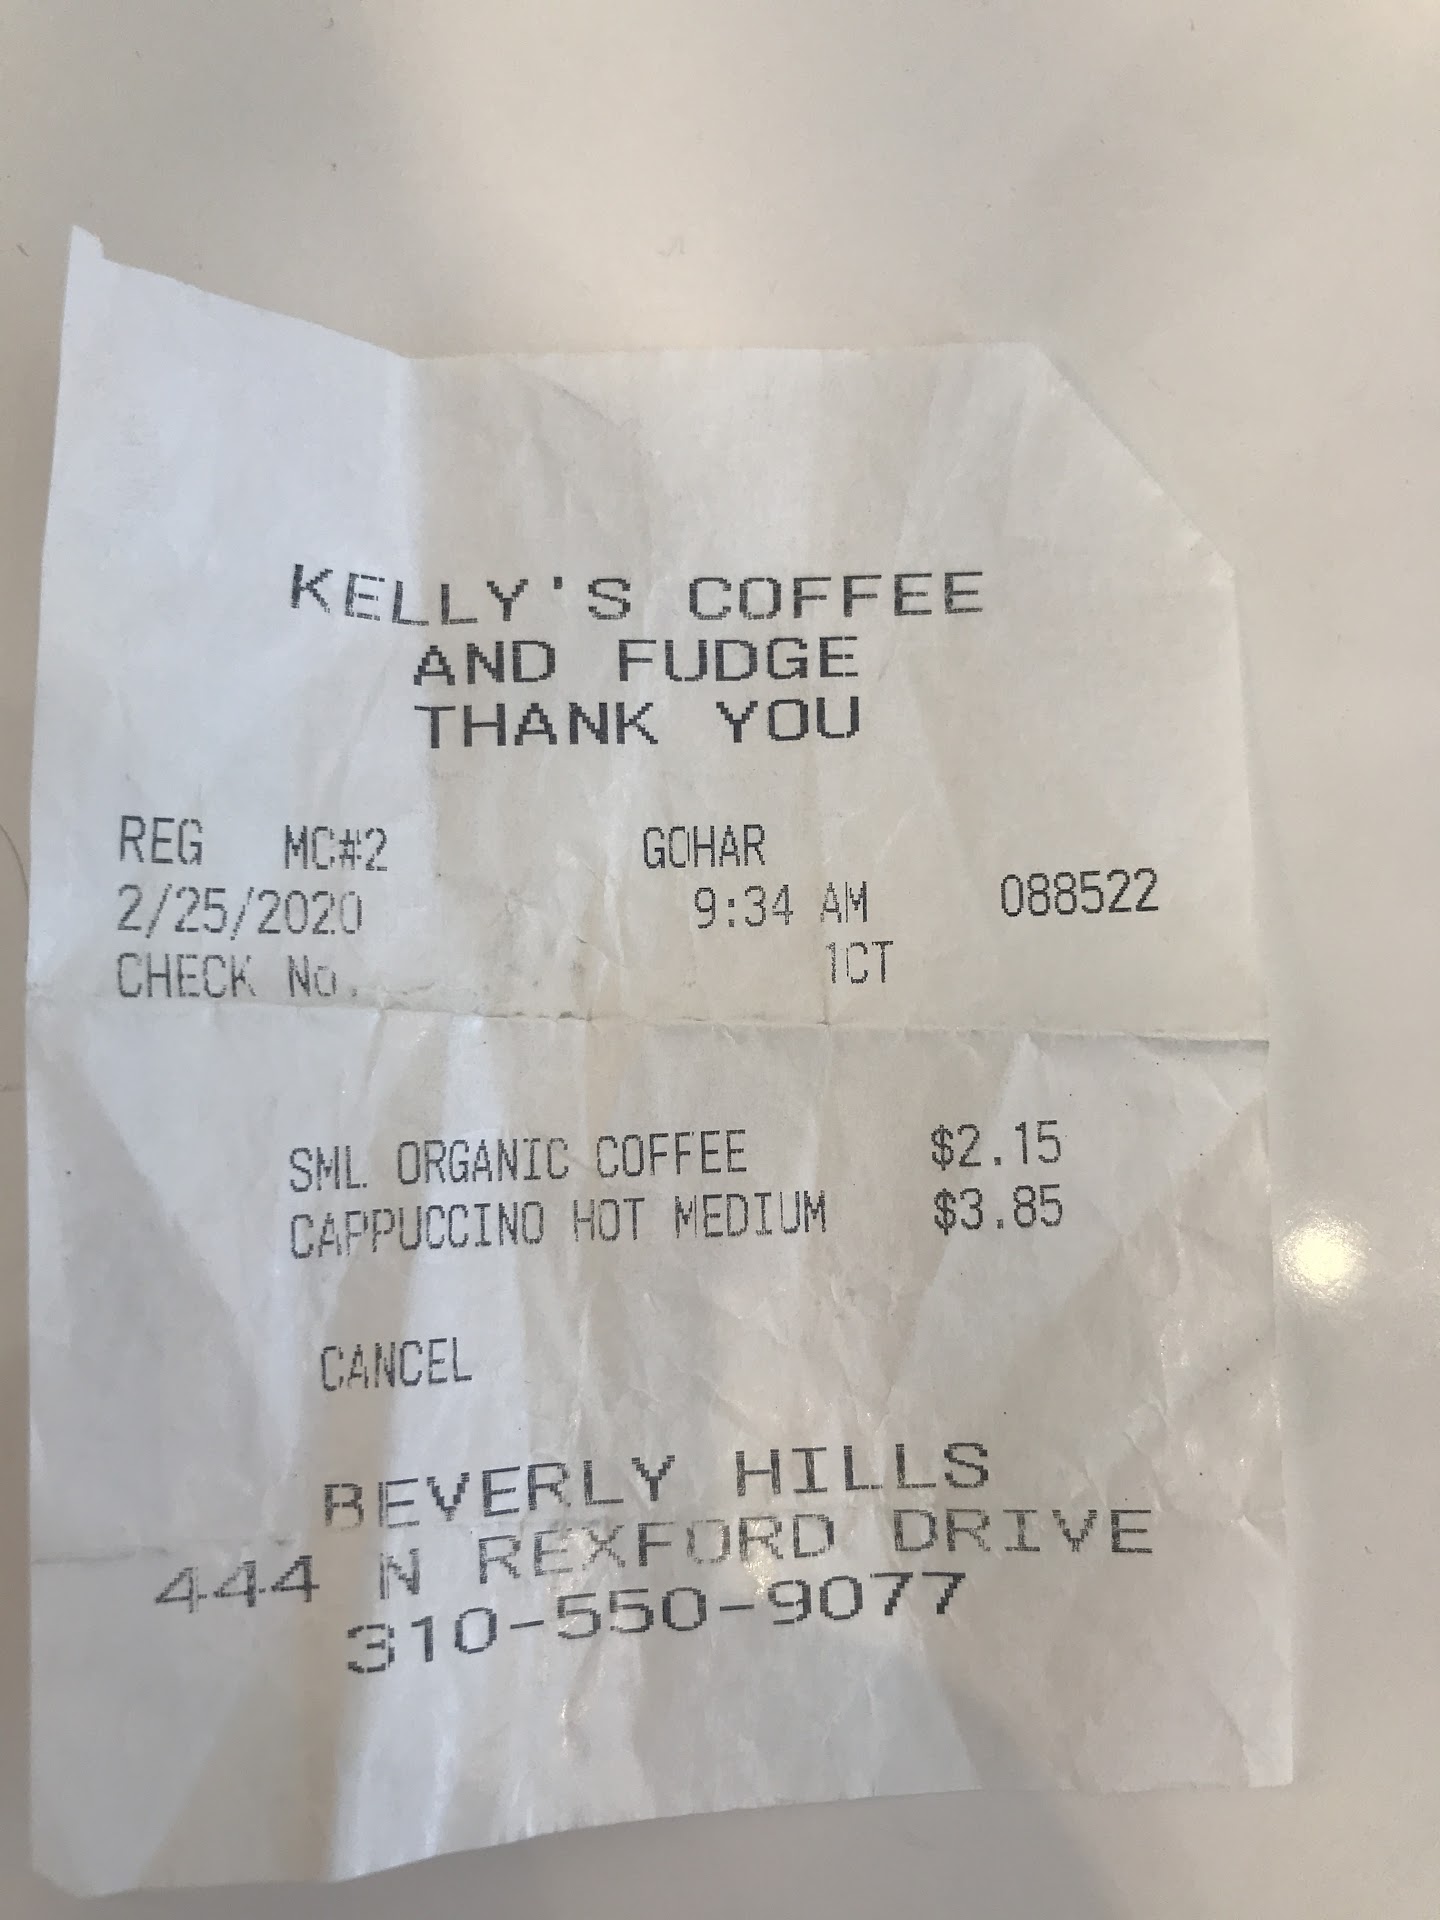 KELLY'S COFFEE
AND FUDGE
THANK YOU
REG MC#2 GOHAR
2/25/2020 9:34 AM 088522
CHECK No. 1CT
SML ORGANIC COFFEE $2.15
CAPPUCCINO HOT MEDIUM $3.85
CANCEL
BEVERLY HILLS
444 N REXFORD DRIVE
310-550-9077